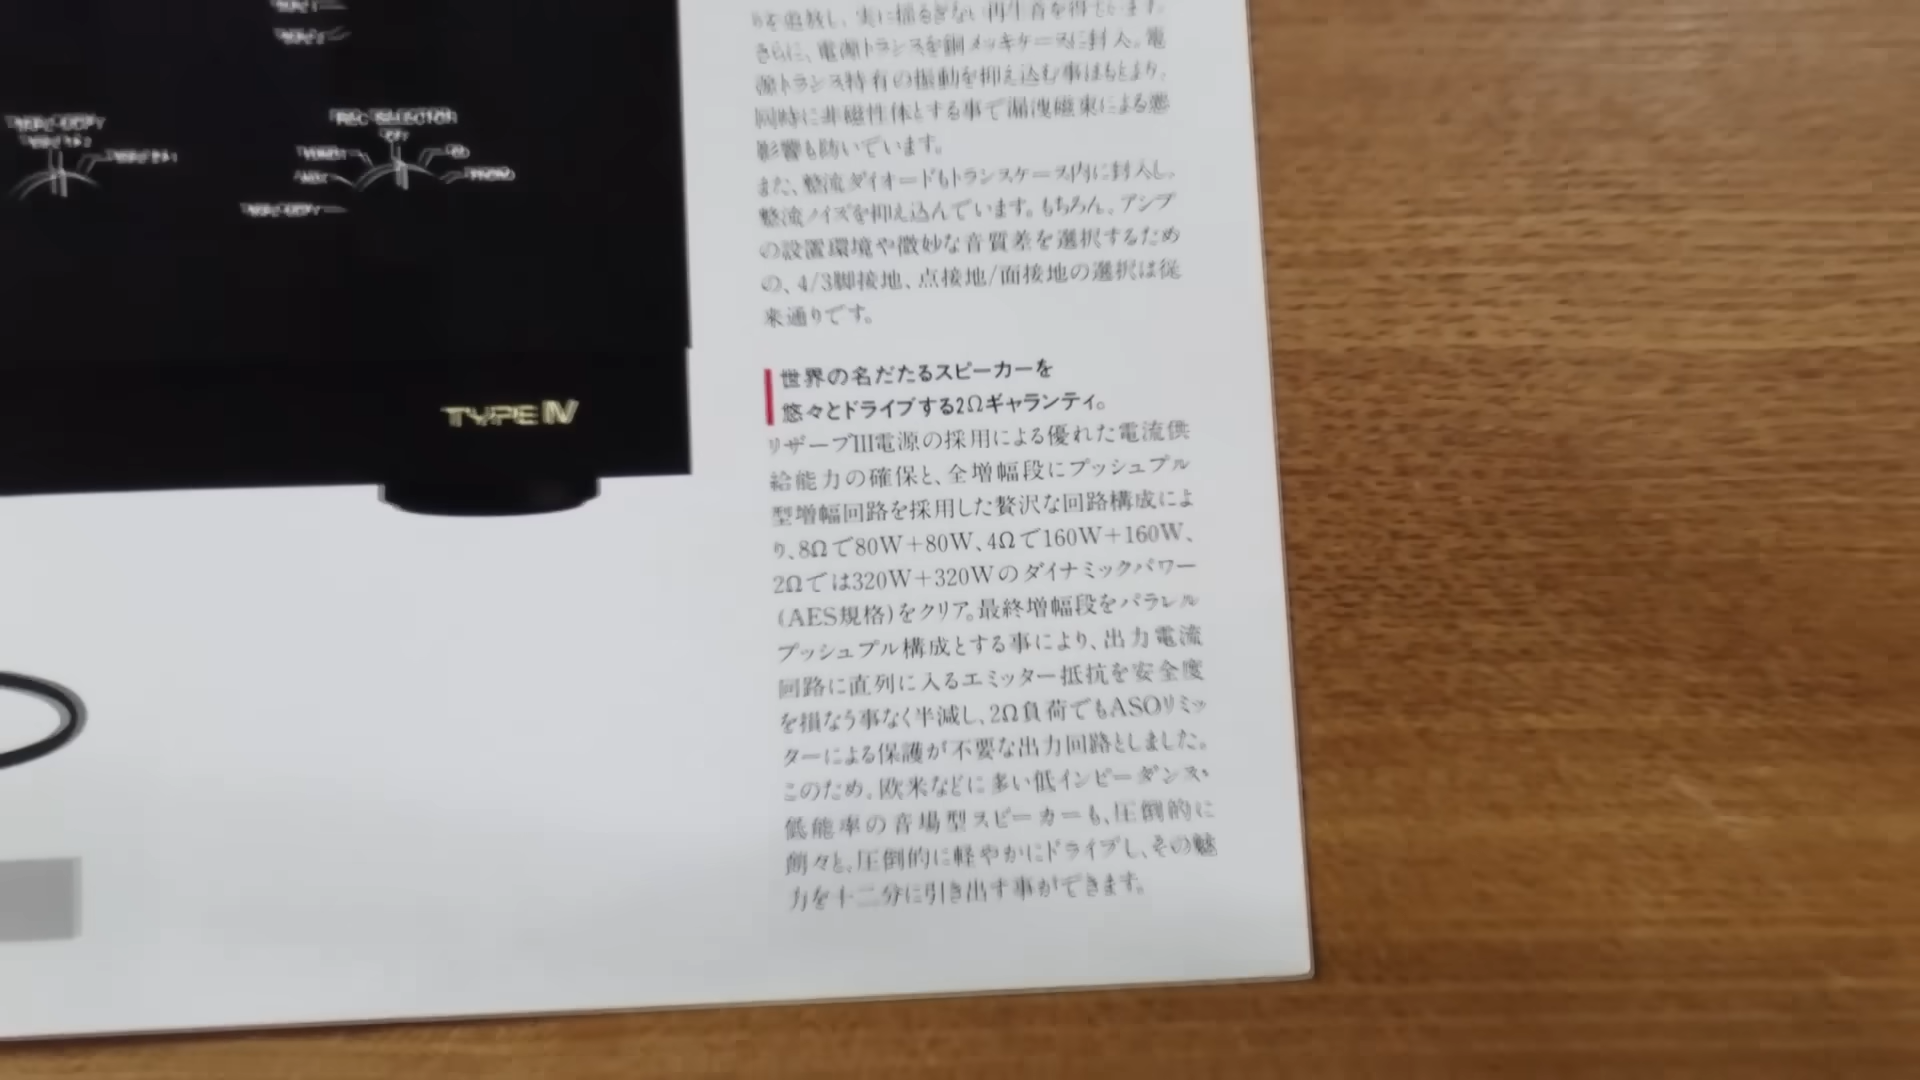 REC SELECTOR
TAPE COPY
TYPE IV
さらに、電源トランスを銅メッキケースに封入。電
源トランス特有の振動を抑え込む事はもとより、
同時に非磁性体とする事で漏洩磁束による悪
影響も防いでいます。
また、整流ダイオードもトランスケース内に封入し、
整流ノイズを抑え込んでいます。もちろん、アンプ
の設置環境や微妙な音質差を選択するため
の、4/3脚接地、点接地/面接地の選択は従
来通りです。
世界の名だたるスピーカーを
悠々とドライブする2Ωギャランティ。
リザーブIII電源の採用による優れた電流供
給能力の確保と、全増幅段にプッシュプル
型増幅回路を採用した贅沢な回路構成によ
り、8Ωで80W+80W、4Ωで160W+160W、
2Ωでは320W+320Wのダイナミックパワー
(AES規格)をクリア。最終増幅段をパラレル
プッシュプル構成とする事により、出力電流
回路に直列に入るエミッター抵抗を安全度
を損なう事なく半減し、2Ω負荷でもASOリミッ
ターによる保護が不要な出力回路としました。
このため、欧米などに多い低インピーダンス・
低能率の音場型スピーカーも、圧倒的に
朗々と、圧倒的に軽やかにドライブし、その魅
力を十二分に引き出す事ができます。